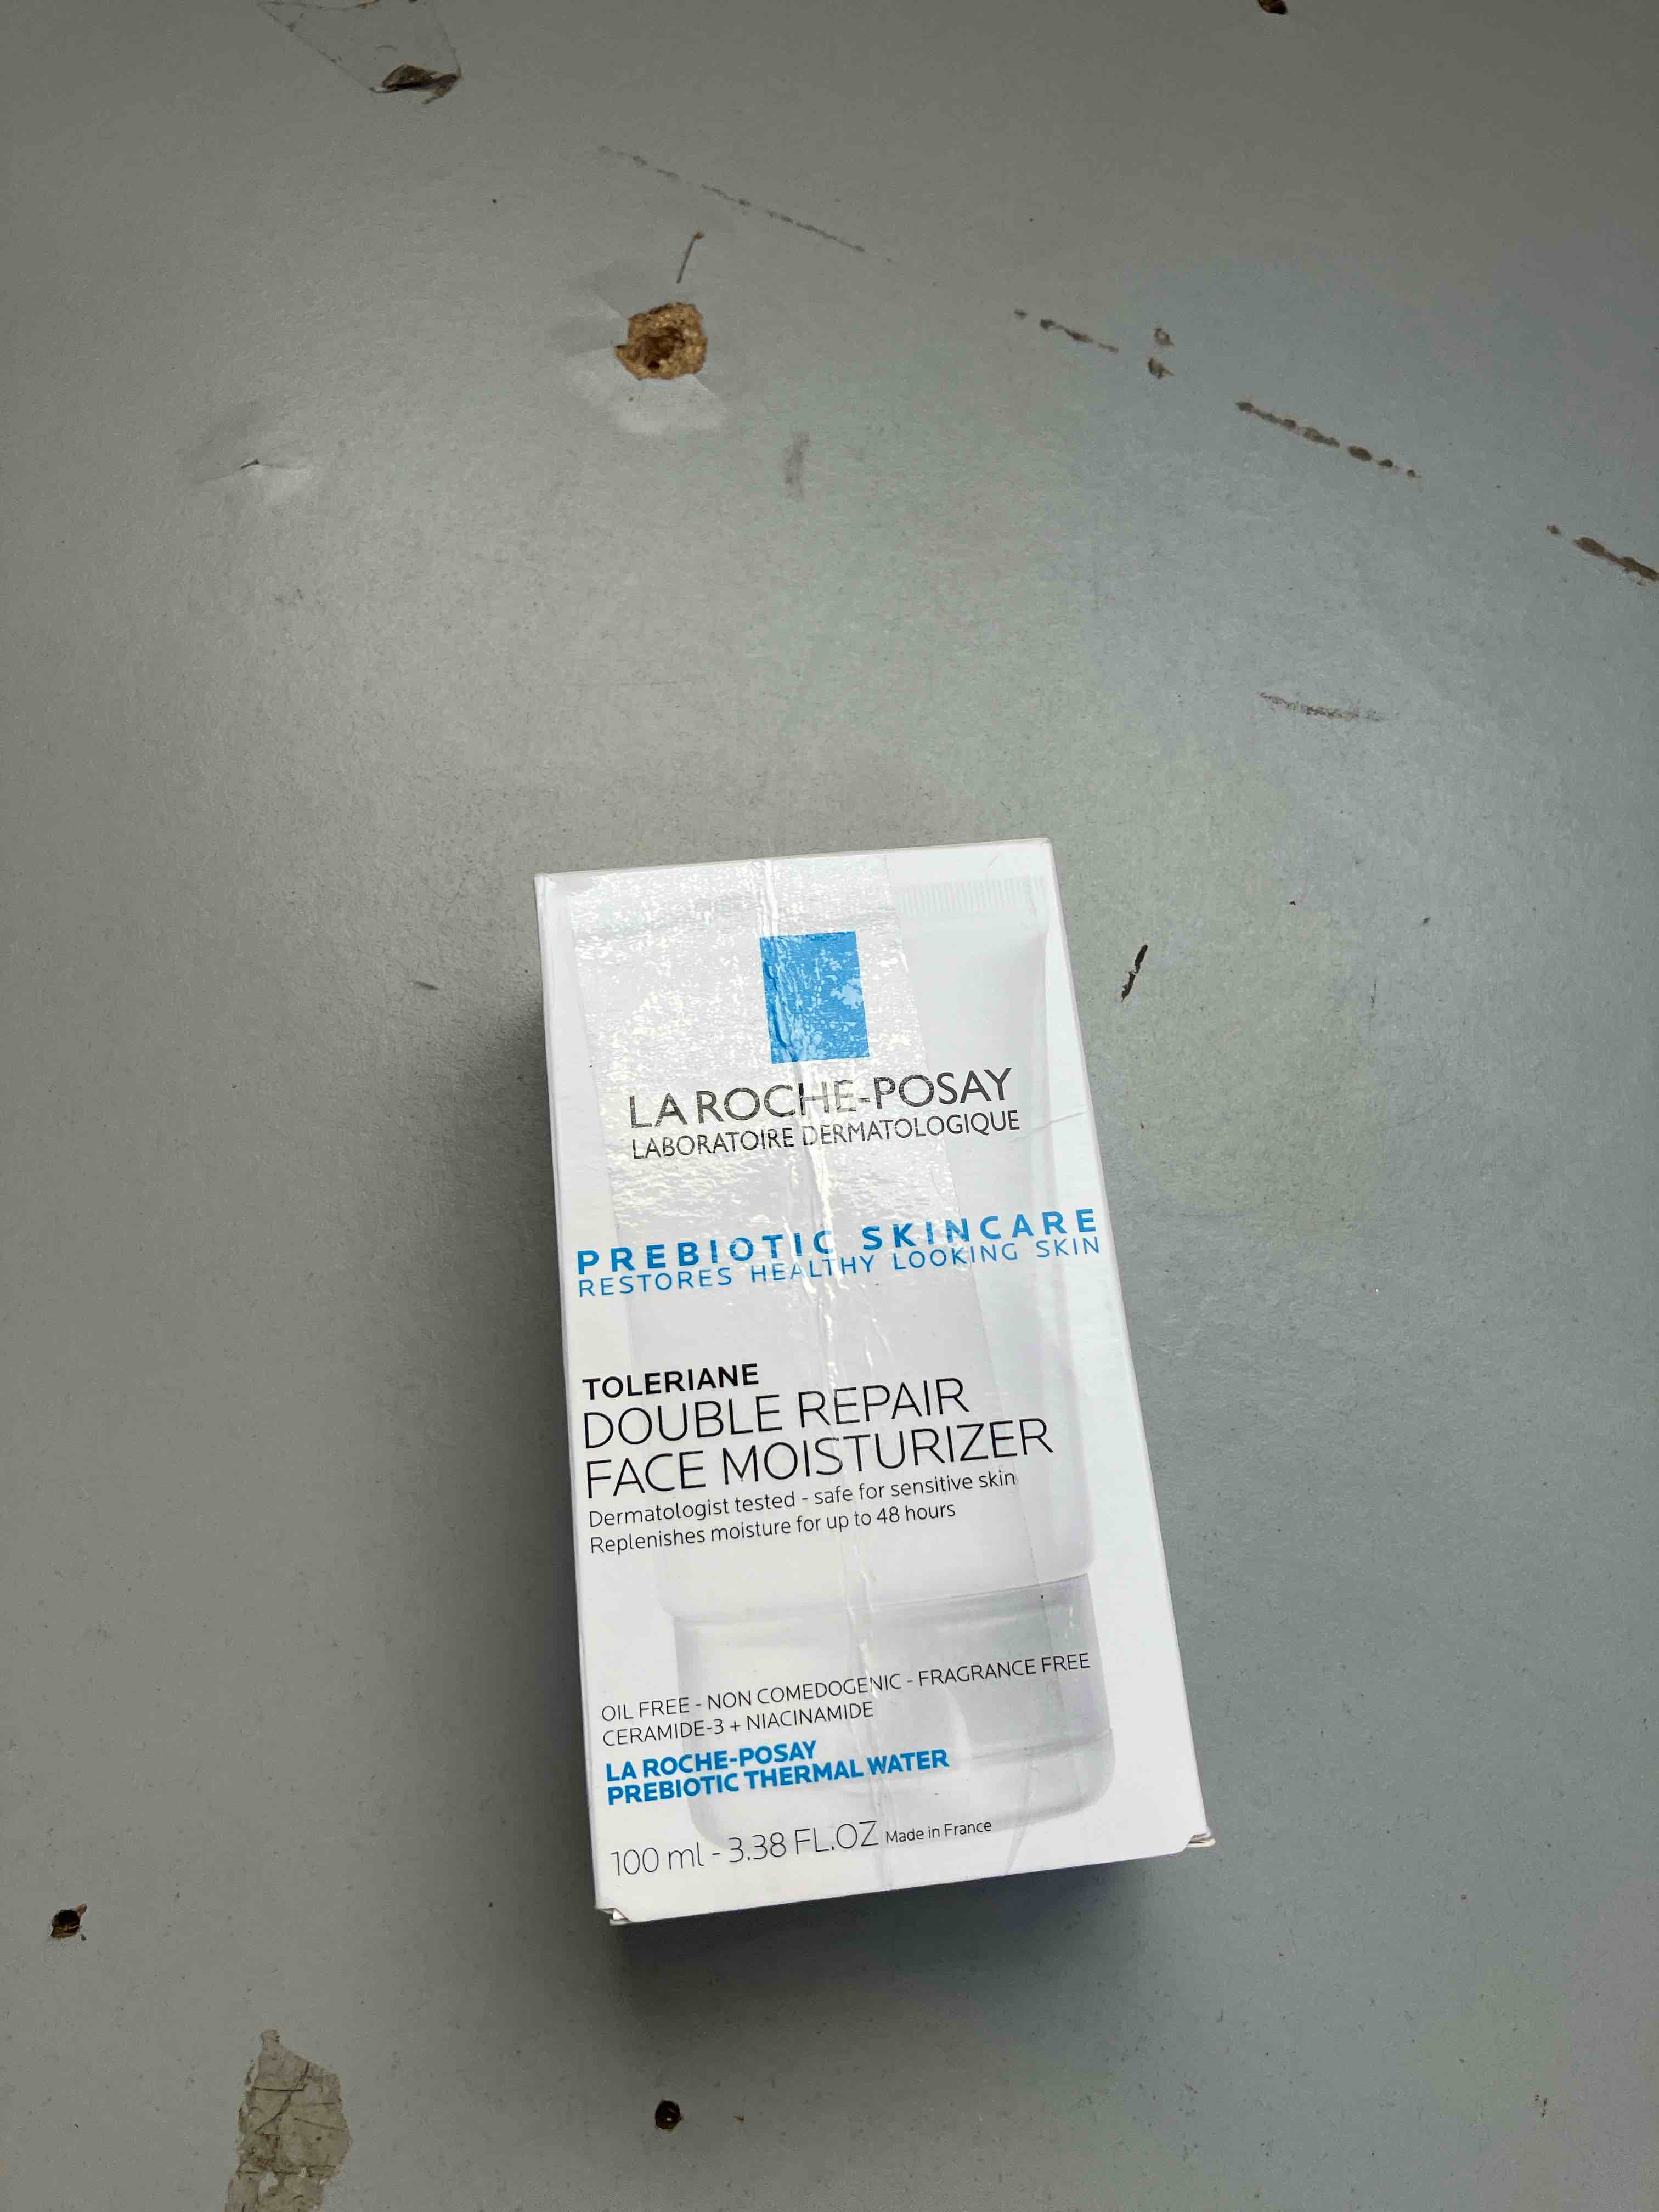 LA ROCHE-POSAY
LABORATOIRE DERMATOLOGIQUE
PREBIOTIC SKINCARE
RESTORES HEALTHY LOOKING SKIN
TOLERIANE
DOUBLE REPAIR
FACE MOISTURIZER
Dermatologist tested - safe for sensitive skin
Replenishes moisture for up to 48 hours
OIL FREE - NON COMEDOGENIC - FRAGRANCE FREE
CERAMIDE-3 + NIACINAMIDE
LA ROCHE-POSAY
PREBIOTIC THERMAL WATER
100 ml - 3.38 FL.OZ Made in France